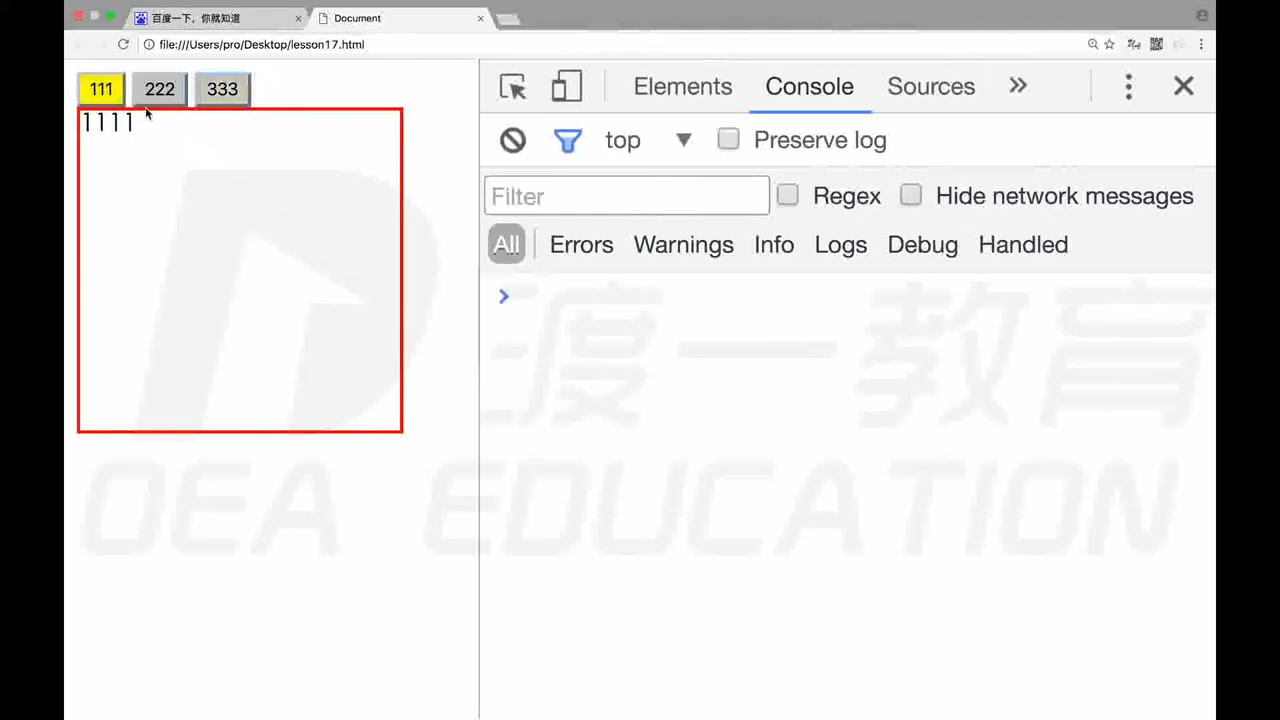 百度一下，你就知道
Document
file:///Users/pro/Desktop/lesson17.html
111
222
333
1111
Elements
Console
Sources
top
Preserve log
Filter
Regex
Hide network messages
All
Errors
Warnings
Info
Logs
Debug
Handled
渡一教育
DEA EDUCATION